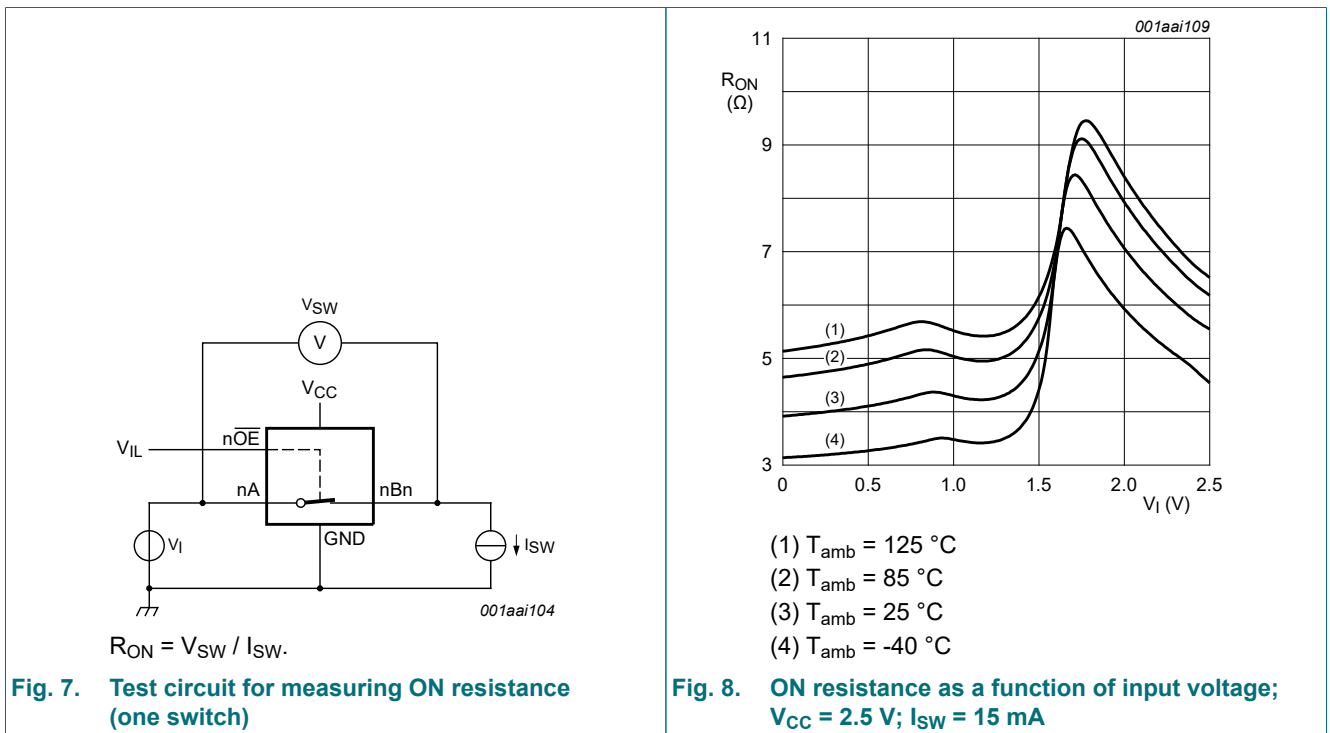 VSW
V
VCC
VIL
nOE
nA
nBn
GND
VI
ISW
001aai104
RON = VSW / ISW.
Fig. 7. Test circuit for measuring ON resistance
(one switch)
001aai109
11
RON
(Ω)
9
7
5
3
(1)
(2)
(3)
(4)
0
0.5
1.0
1.5
2.0
2.5
VI (V)
(1) Tamb = 125 °C
(2) Tamb = 85 °C
(3) Tamb = 25 °C
(4) Tamb = -40 °C
Fig. 8. ON resistance as a function of input voltage;
VCC = 2.5 V; ISW = 15 mA